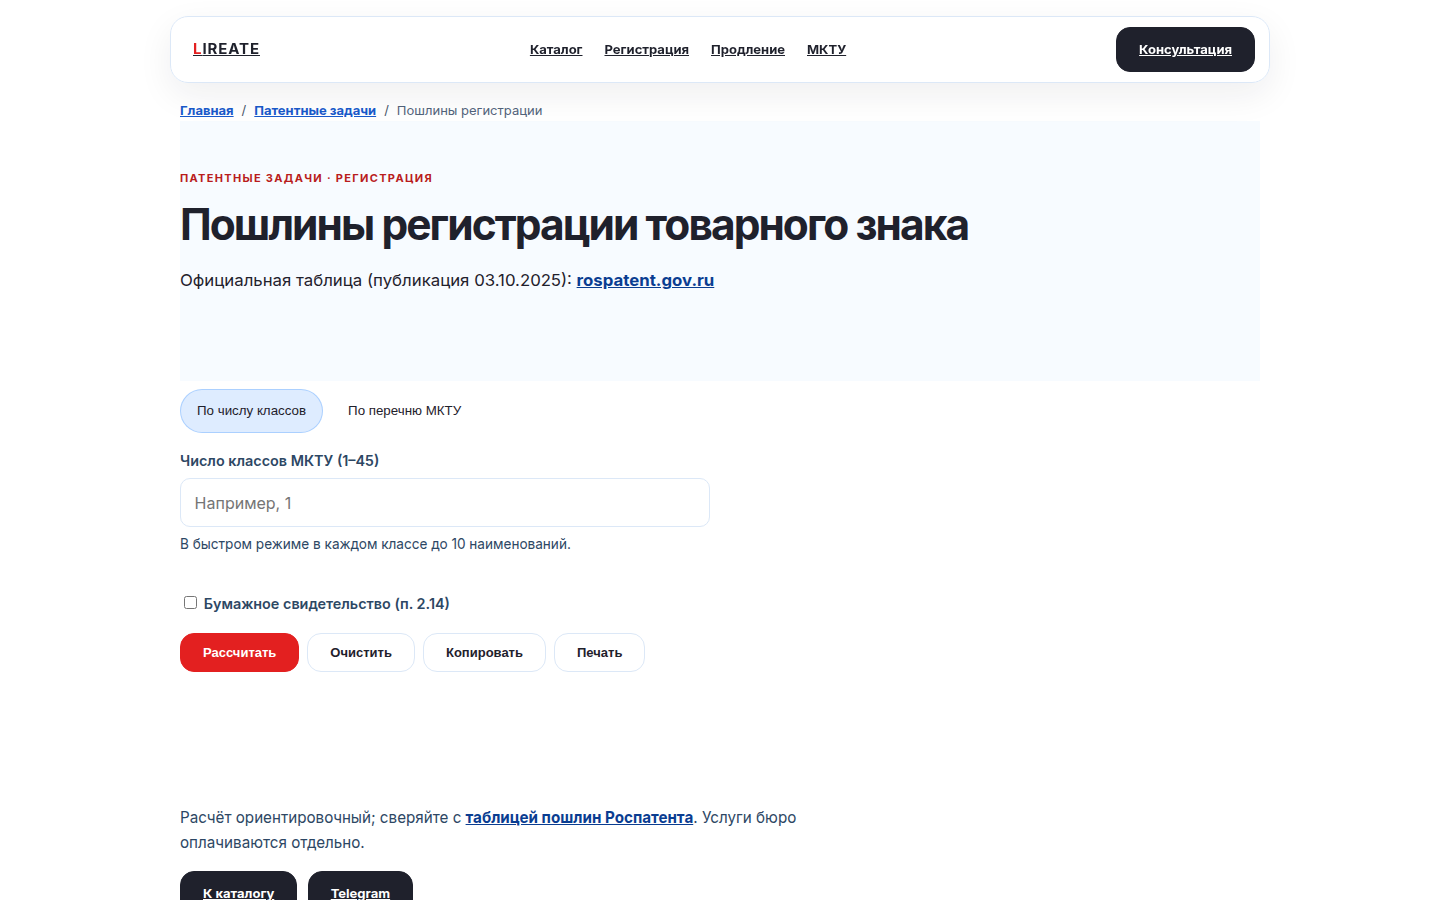 LIREATE
Каталог Регистрация Продление МКТУ
Консультация
Главная / Патентные задачи / Пошлины регистрации
ПАТЕНТНЫЕ ЗАДАЧИ · РЕГИСТРАЦИЯ
Пошлины регистрации товарного знака
Официальная таблица (публикация 03.10.2025): rospatent.gov.ru
По числу классов По перечню МКТУ
Число классов МКТУ (1–45)
Например, 1
В быстром режиме в каждом классе до 10 наименований.
Бумажное свидетельство (п. 2.14)
Рассчитать Очистить Копировать Печать
Расчёт ориентировочный; сверяйте с таблицей пошлин Роспатента. Услуги бюро
оплачиваются отдельно.
К каталогу Telegram